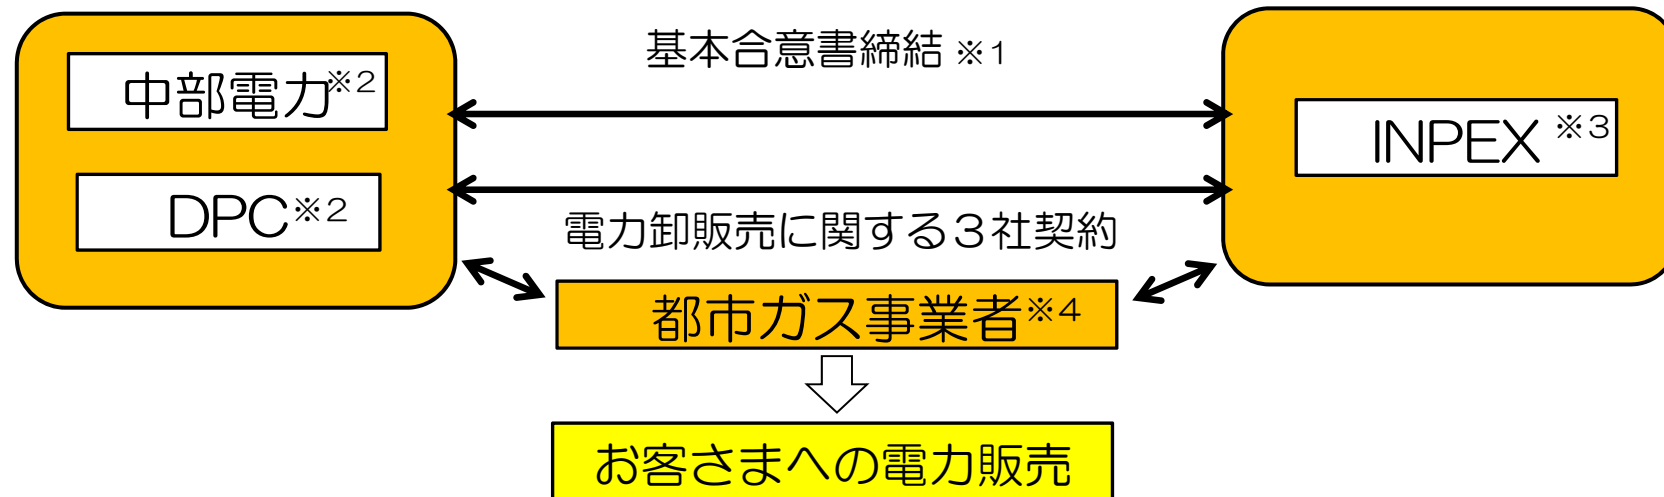 基本合意書締結 ※1
中部電力※2
INPEX ※3
DPC※2
電力卸販売に関する３社契約
都市ガス事業者※4
お客さまへの電力販売